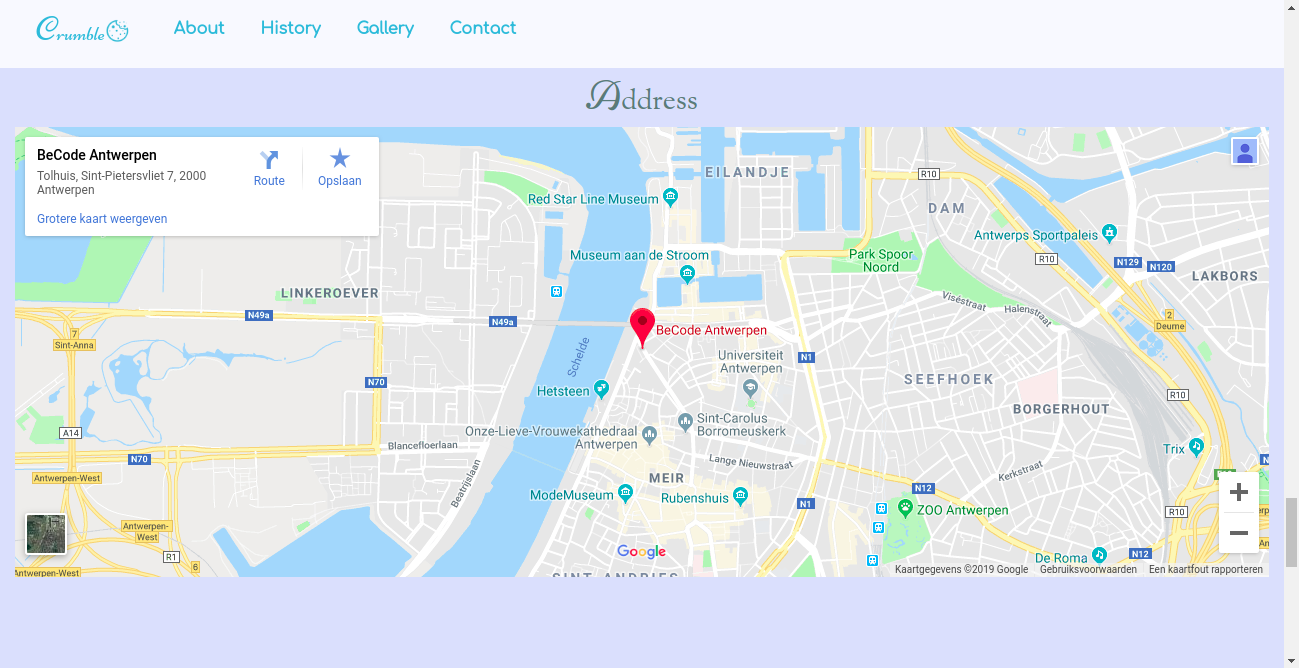 Crumble
About
History
Gallery
Contact
Address
BeCode Antwerpen
Tolhuis, Sint-Pietersvliet 7, 2000
Antwerpen
Route
Opslaan
Grotere kaart weergeven
EILANDJE
R10
DAM
Red Star Line Museum
Antwerps Sportpaleis
Museum aan de Stroom
Park Spoor
Noord
R10
N129
N120
LAKBORS
LINKEROEVER
Viséstraat
Halenstraat
N49a
N49a
2
Deurne
7
Sint-Anna
BeCode Antwerpen
Schelde
Universiteit
Antwerpen
N1
N70
SEEFHOEK
Hetsteen
R10
BORGERHOUT
Sint-Carolus
Borromeuskerk
A14
Onze-Lieve-Vrouwekathedraal
Antwerpen
Blancefloerlaan
Trix
N70
Lange Nieuwstraat
Kerkstraat
Antwerpen-West
MEIR
Beatrijslaan
N12
ModeMuseum
Rubenshuis
N1
ZOO Antwerpen
R10
Antwerpen-
West
R1
Google
De Roma
N12
6
Antwerpen-West
SINT-ANDRIES
Kaartgegevens ©2019 Google
Gebruiksvoorwaarden
Een kaartfout rapporteren